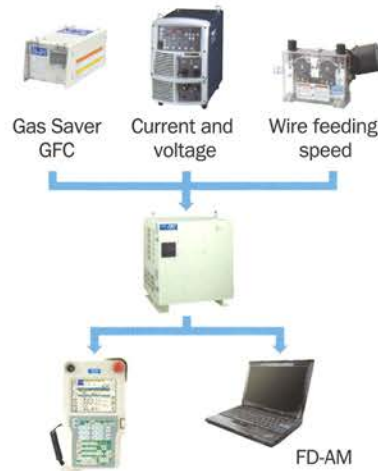 Gas Saver
GFC
Current and
voltage
Wire feeding
speed
FD-AM